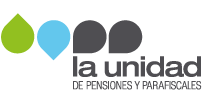 la unidad
DE PENSIONES Y PARAFISCALES